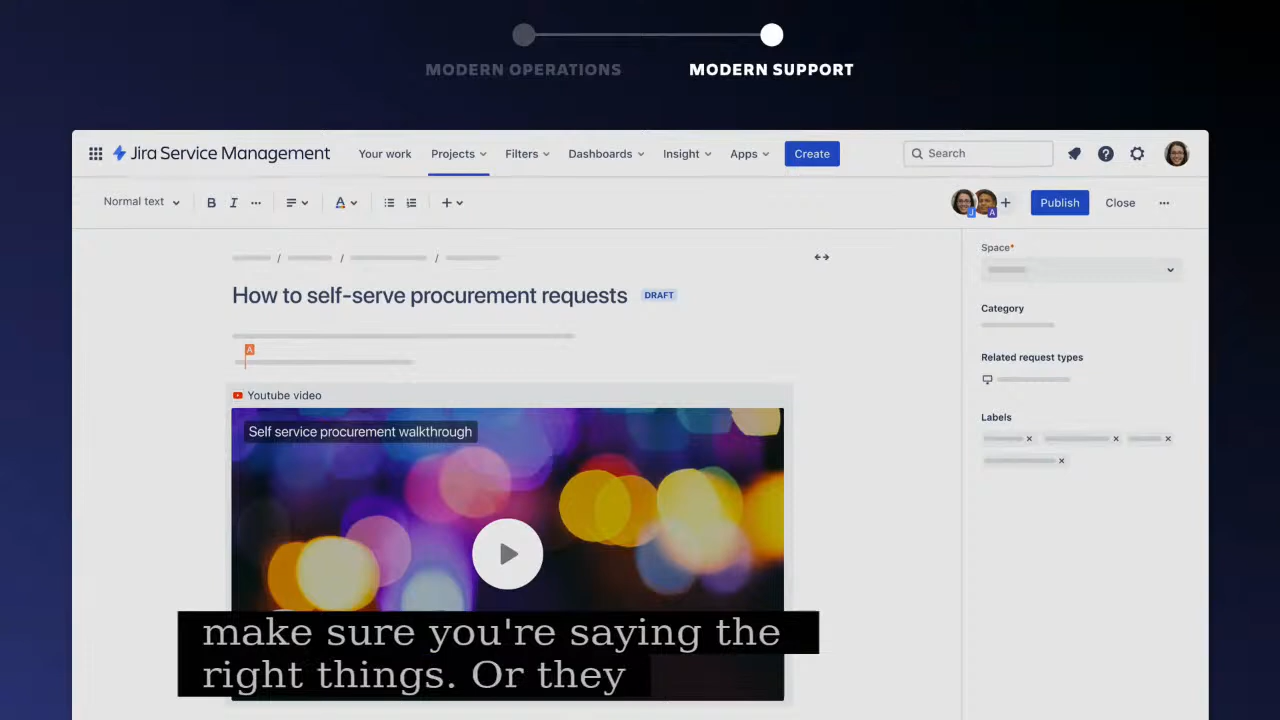 MODERN OPERATIONS MODERN SUPPORT
Jira Service Management Your work Projects Filters Dashboards Insight Apps Create Search
Normal text B I Publish Close
J A
/ / /
Space*
How to self-serve procurement requests DRAFT
Category
A
Related request types
Youtube video
Labels
Self service procurement walkthrough
make sure you're saying the
right things. Or they